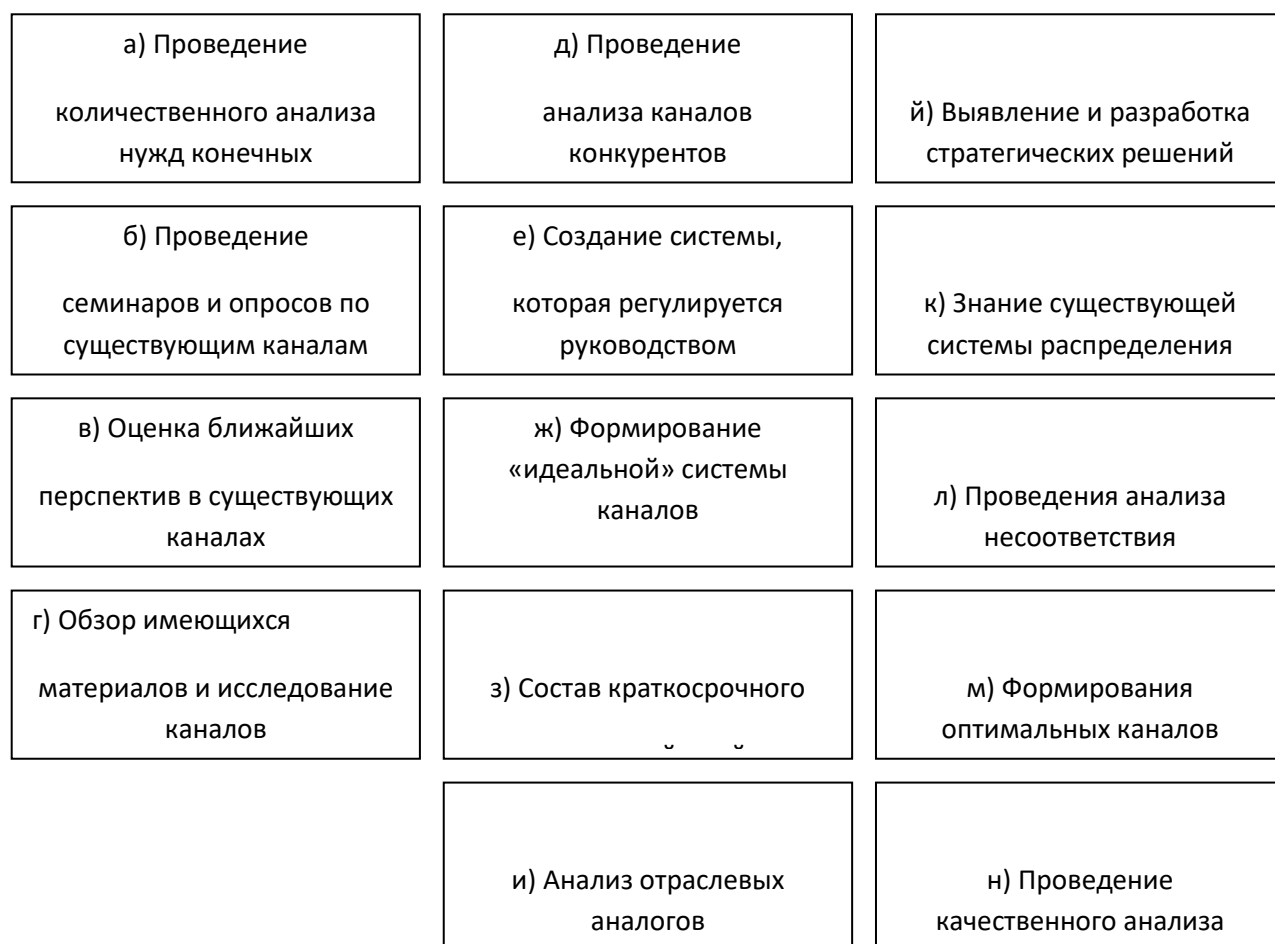 а) Проведение
количественного анализа
нужд конечных
б) Проведение
семинаров и опросов по
существующим каналам
в) Оценка ближайших
перспектив в существующих
каналах
г) Обзор имеющихся
материалов и исследование
каналов
д) Проведение
анализа каналов
конкурентов
е) Создание системы,
которая регулируется
руководством
ж) Формирование
«идеальной» системы
каналов
з) Состав краткосрочного
и) Анализ отраслевых
аналогов
й) Выявление и разработка
стратегических решений
к) Знание существующей
системы распределения
л) Проведения анализа
несоответствия
м) Формирования
оптимальных каналов
н) Проведение
качественного анализа